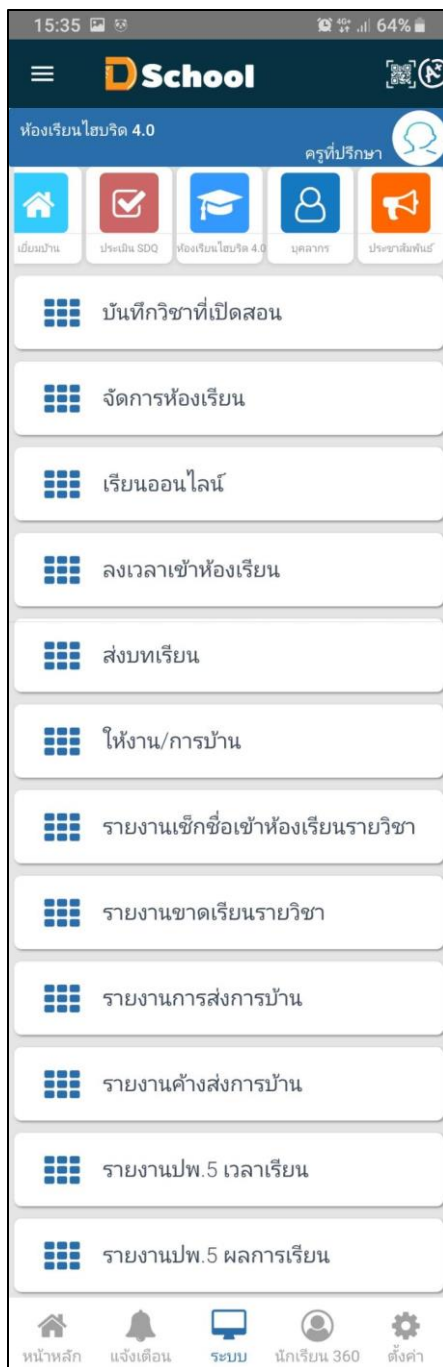 15:35
4G+
64%
D School
A+
ห้องเรียนไฮบริด 4.0
ครูที่ปรึกษา
เยี่ยมบ้าน
ประเมิน SDQ
ห้องเรียนไฮบริด 4.0
บุคลากร
ประชาสัมพันธ์
บันทึกวิชาที่เปิดสอน
จัดการห้องเรียน
เรียนออนไลน์
ลงเวลาเข้าห้องเรียน
ส่งบทเรียน
ให้งาน/การบ้าน
รายงานเช็กชื่อเข้าห้องเรียนรายวิชา
รายงานขาดเรียนรายวิชา
รายงานการส่งการบ้าน
รายงานค้างส่งการบ้าน
รายงานปพ.5 เวลาเรียน
รายงานปพ.5 ผลการเรียน
หน้าหลัก
แจ้งเตือน
ระบบ
นักเรียน 360
ตั้งค่า